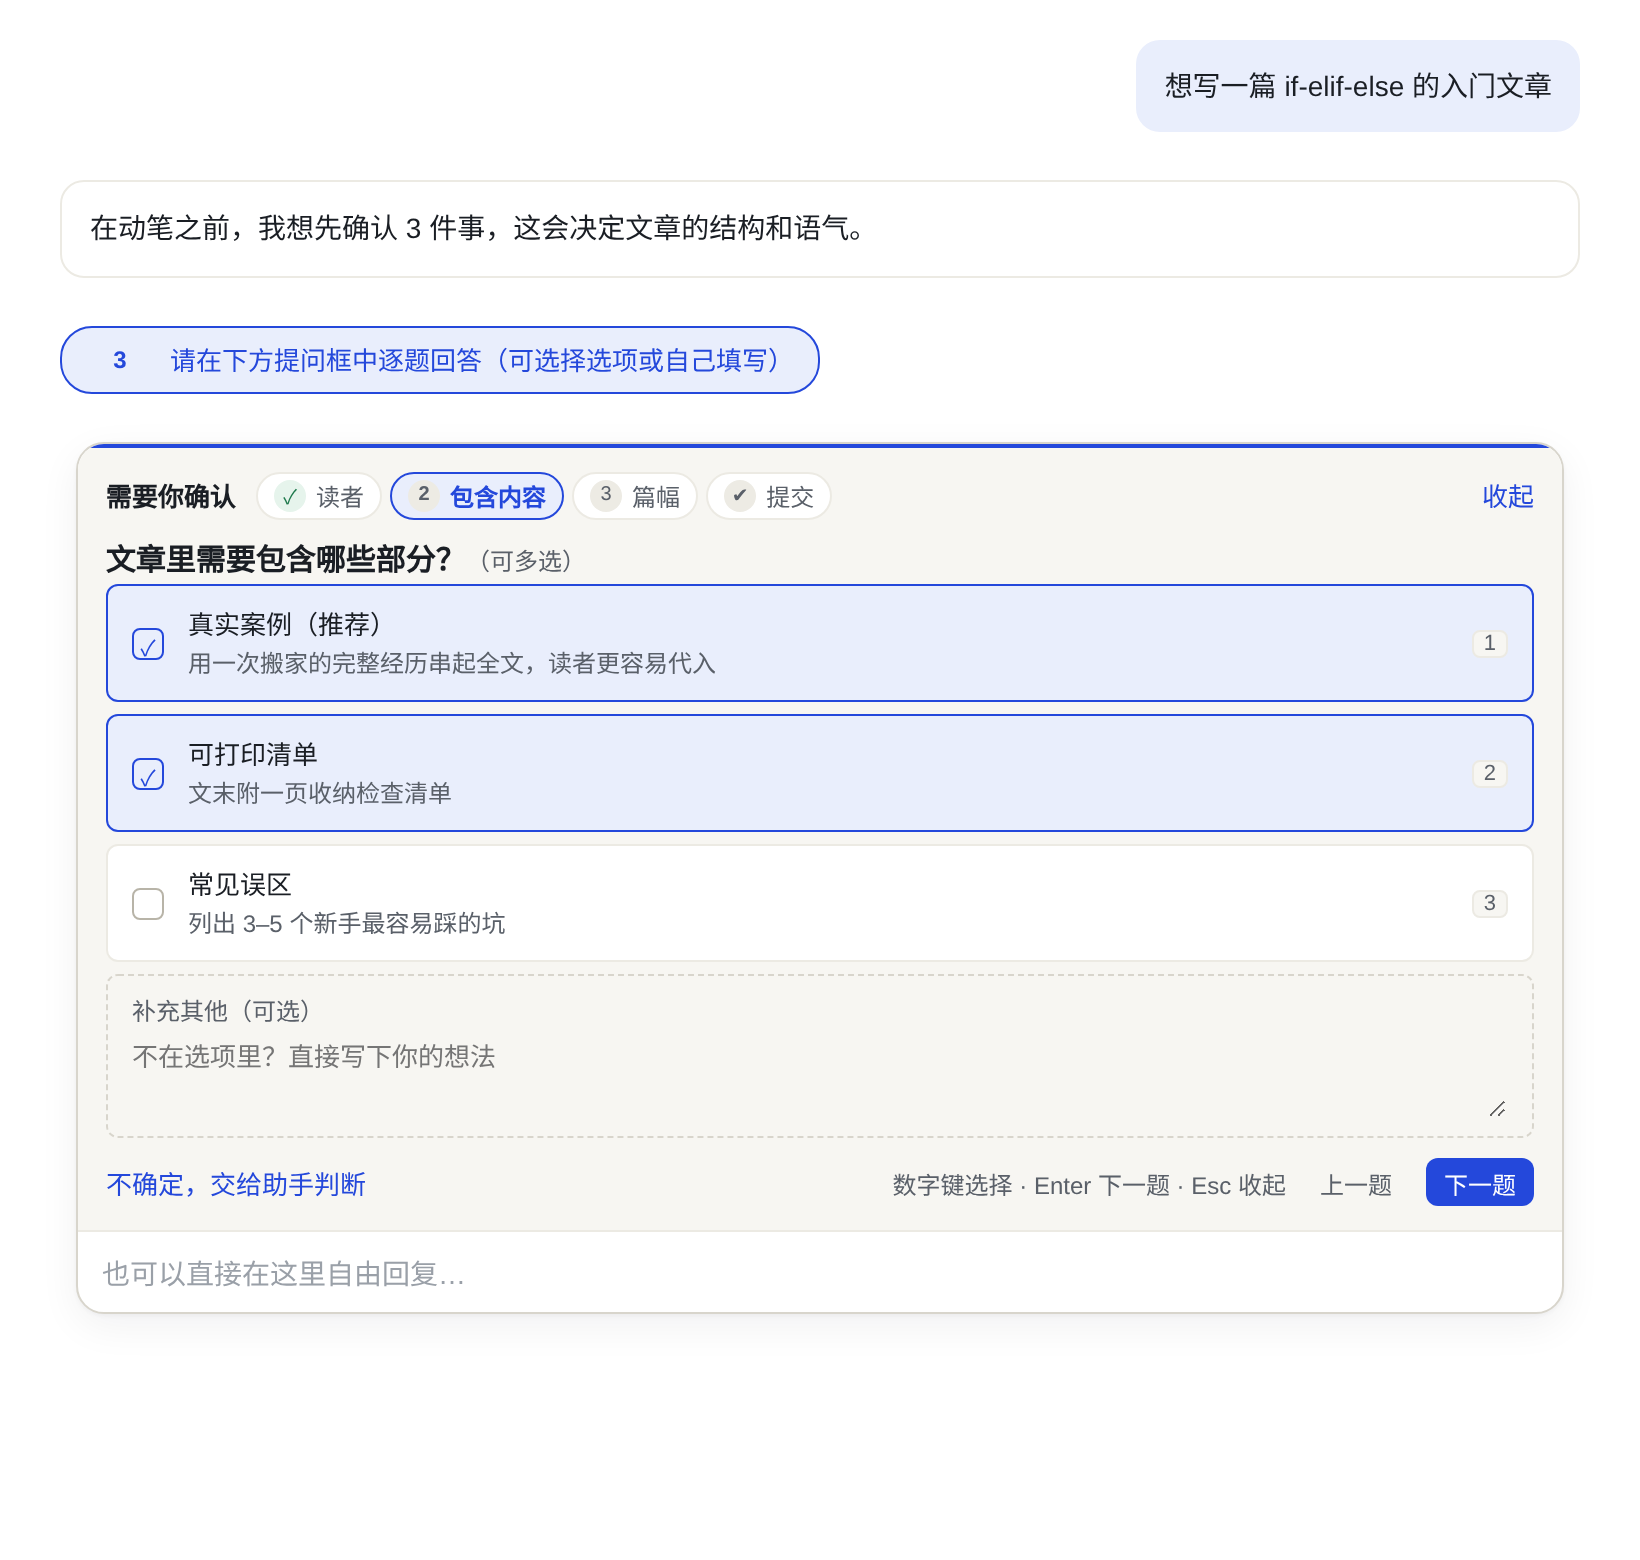 想写一篇 if-elif-else 的入门文章
在动笔之前，我想先确认 3 件事，这会决定文章的结构和语气。
3 请在下方提问框中逐题回答（可选择选项或自己填写）
需要你确认 ✓ 读者 2 包含内容 3 篇幅 ✔ 提交 收起
文章里需要包含哪些部分？（可多选）
真实案例（推荐）
用一次搬家的完整经历串起全文，读者更容易代入
1
可打印清单
文末附一页收纳检查清单
2
常见误区
列出 3–5 个新手最容易踩的坑
3
补充其他（可选）
不在选项里？直接写下你的想法
不确定，交给助手判断 数字键选择 · Enter 下一题 · Esc 收起 上一题 下一题
也可以直接在这里自由回复…